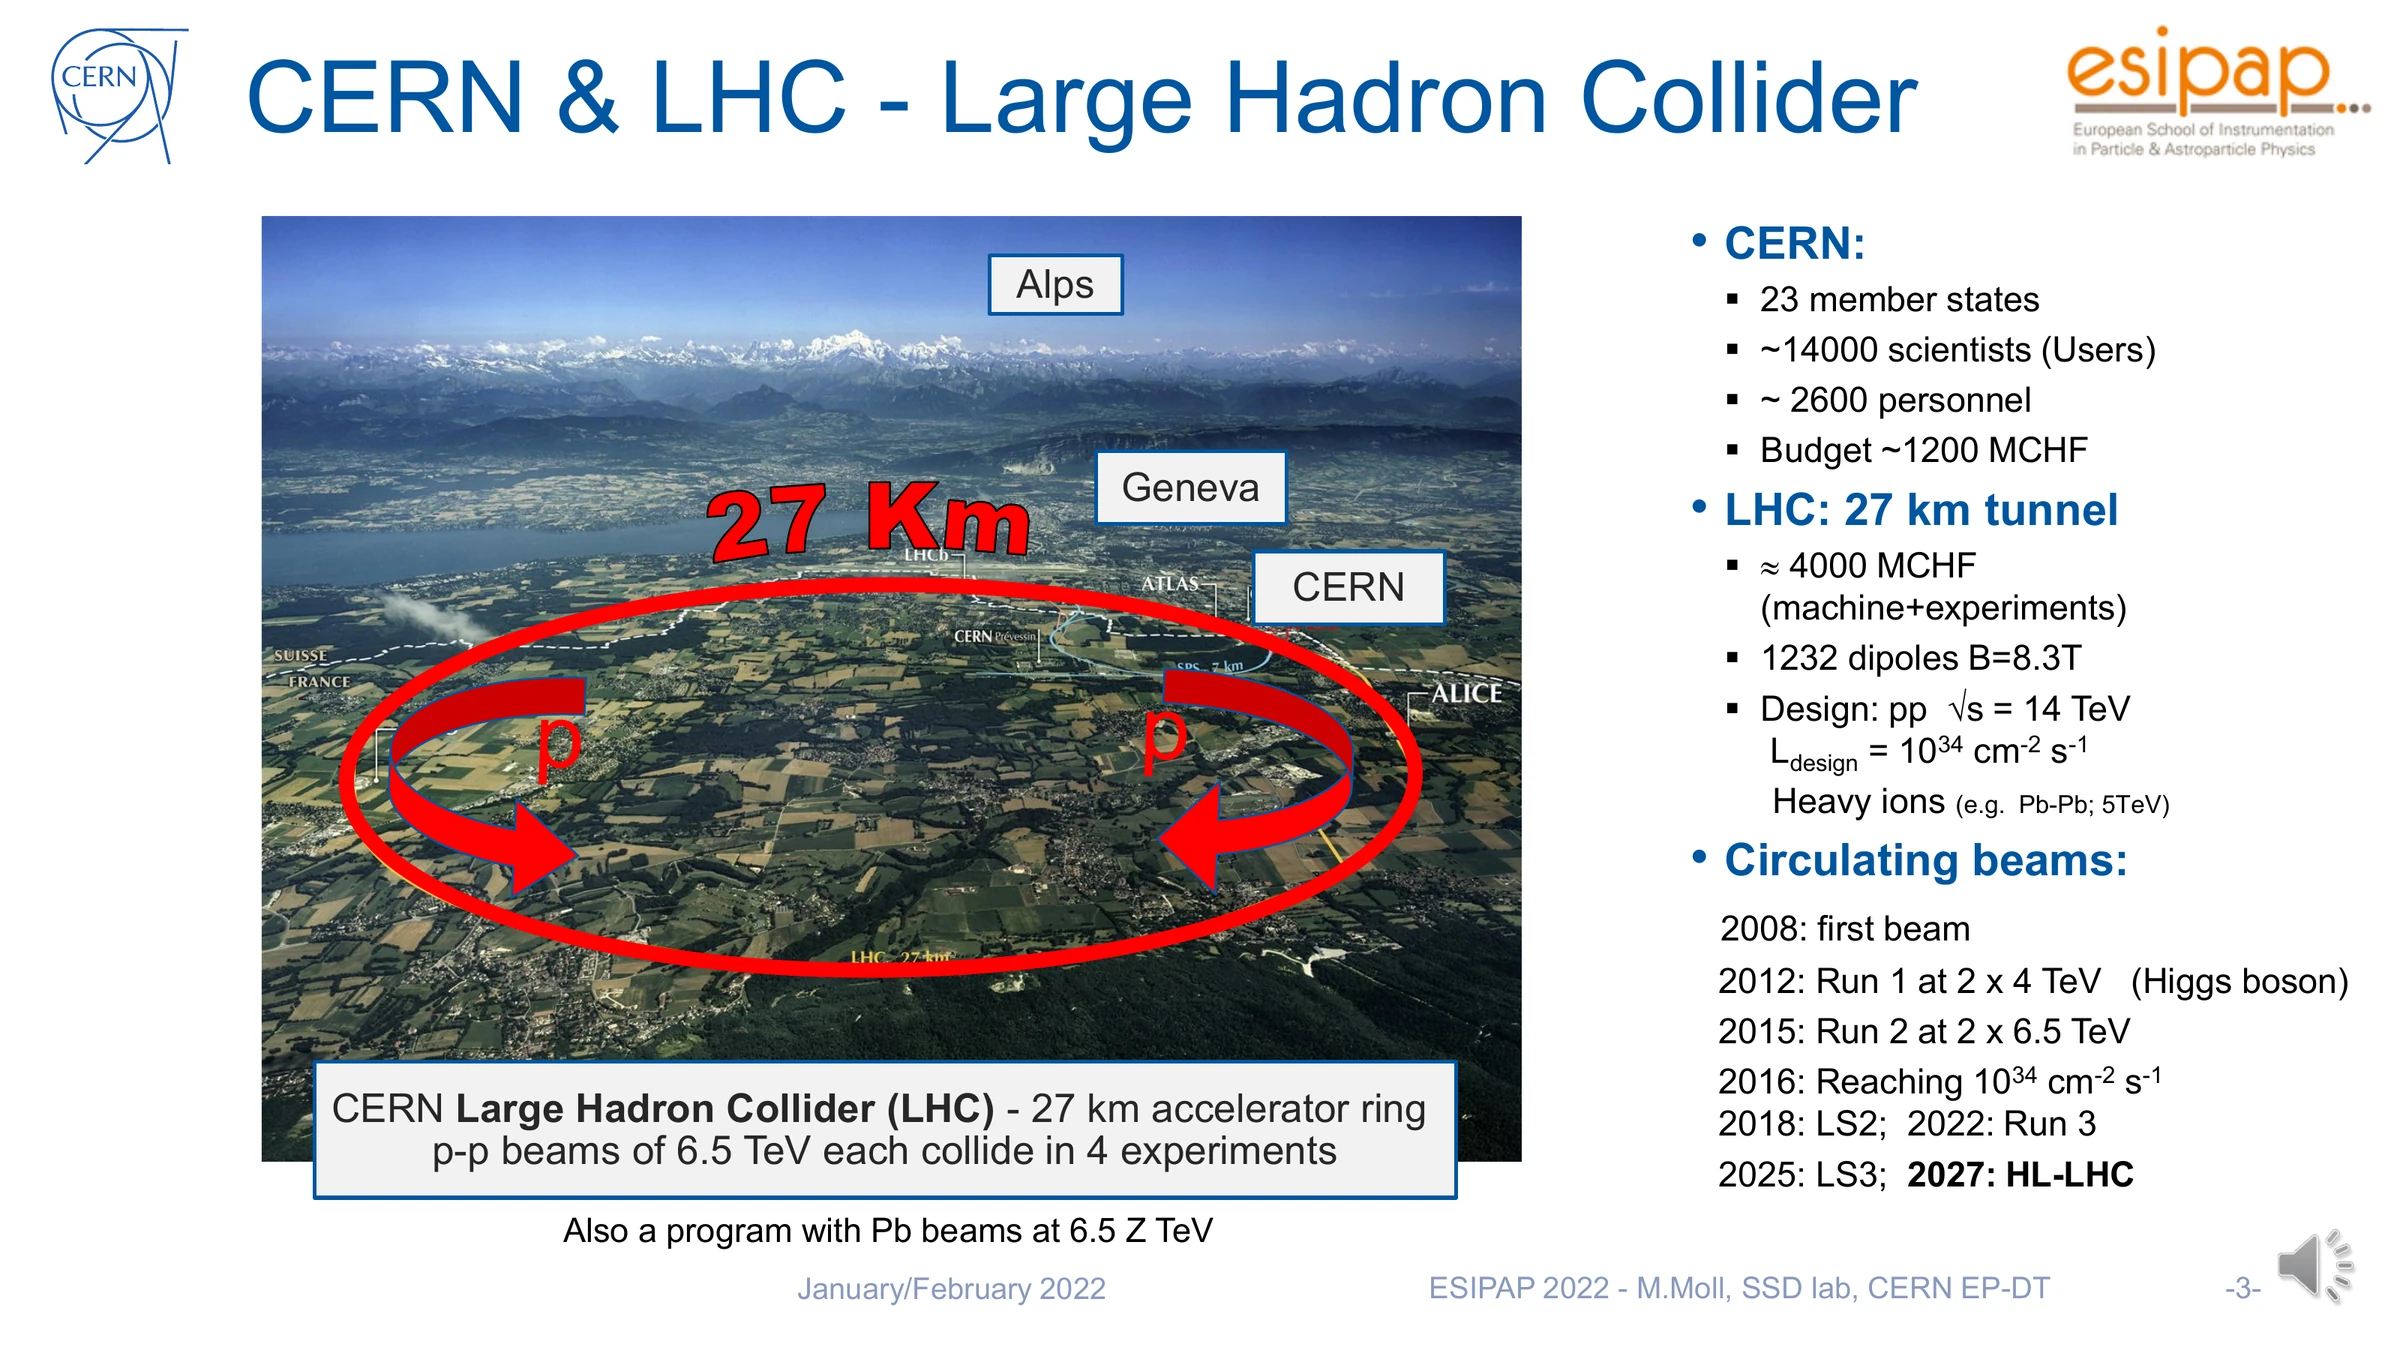 CERN
CERN & LHC - Large Hadron Collider
esipap...
European School of Instrumentation
in Particle & Astroparticle Physics
Alps
Geneva
27 Km
LHCb
ATLAS
CERN
CERN Prévessin
SPS_7 km
SUISSE
FRANCE
ALICE
p
p
LHC_27 km
CERN Large Hadron Collider (LHC) - 27 km accelerator ring
p-p beams of 6.5 TeV each collide in 4 experiments
Also a program with Pb beams at 6.5 Z TeV
• CERN:
▪ 23 member states
▪ ~14000 scientists (Users)
▪ ~ 2600 personnel
▪ Budget ~1200 MCHF
• LHC: 27 km tunnel
▪ ≈ 4000 MCHF
(machine+experiments)
▪ 1232 dipoles B=8.3T
▪ Design: pp √s = 14 TeV
L_design = 10^34 cm^-2 s^-1
Heavy ions (e.g. Pb-Pb; 5TeV)
• Circulating beams:
2008: first beam
2012: Run 1 at 2 x 4 TeV (Higgs boson)
2015: Run 2 at 2 x 6.5 TeV
2016: Reaching 10^34 cm^-2 s^-1
2018: LS2; 2022: Run 3
2025: LS3; 2027: HL-LHC
January/February 2022
ESIPAP 2022 - M.Moll, SSD lab, CERN EP-DT
-3-